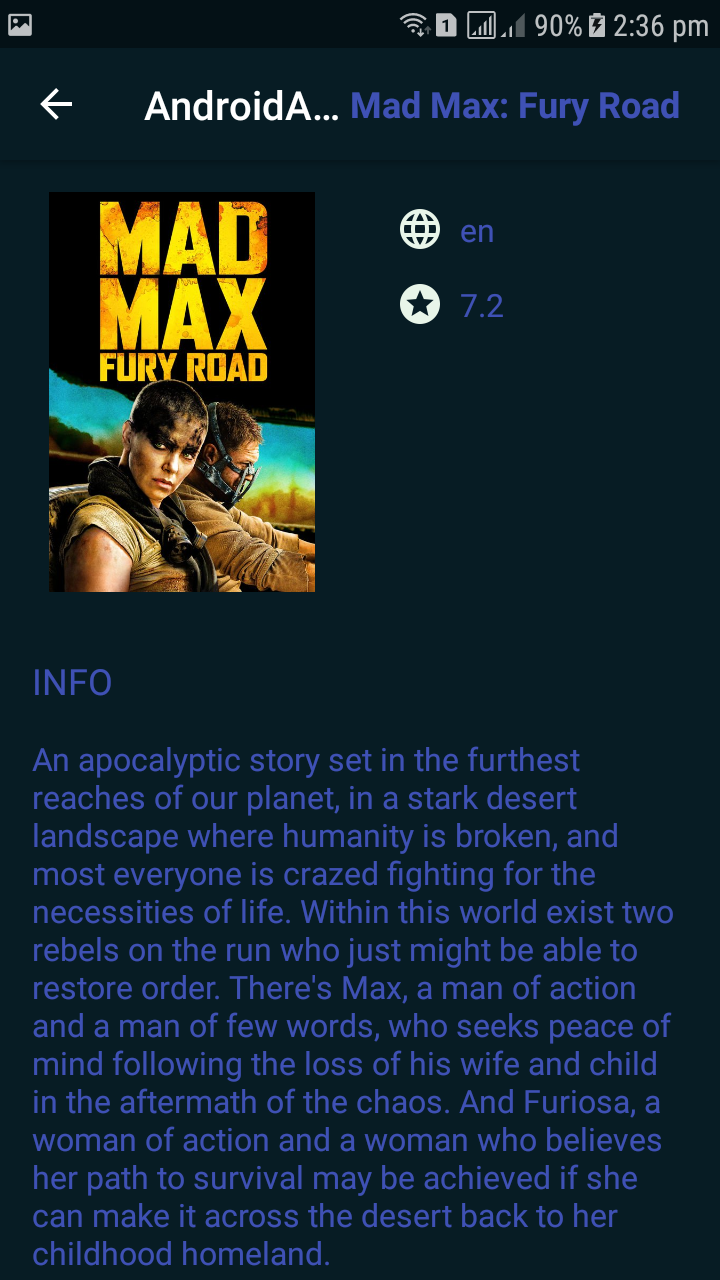 1 90% 2:36 pm
AndroidA... Mad Max: Fury Road
MAD
MAX
FURY ROAD
en
7.2
INFO
An apocalyptic story set in the furthest
reaches of our planet, in a stark desert
landscape where humanity is broken, and
most everyone is crazed fighting for the
necessities of life. Within this world exist two
rebels on the run who just might be able to
restore order. There's Max, a man of action
and a man of few words, who seeks peace of
mind following the loss of his wife and child
in the aftermath of the chaos. And Furiosa, a
woman of action and a woman who believes
her path to survival may be achieved if she
can make it across the desert back to her
childhood homeland.